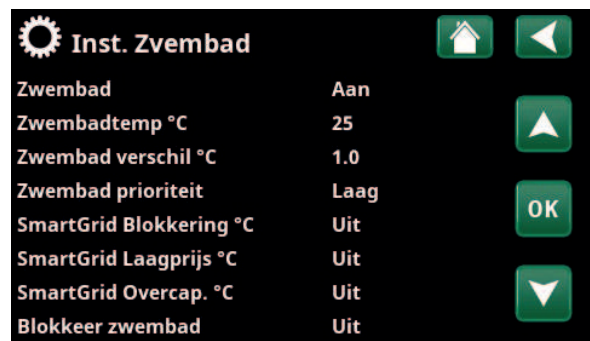 Inst. Zvembad
Zwembad Aan
Zwembadtemp °C 25
Zwembad verschil °C 1.0
Zwembad prioriteit Laag
SmartGrid Blokkering °C Uit
SmartGrid Laagprijs °C Uit
SmartGrid Overcap. °C Uit
Blokkeer zwembad Uit
OK